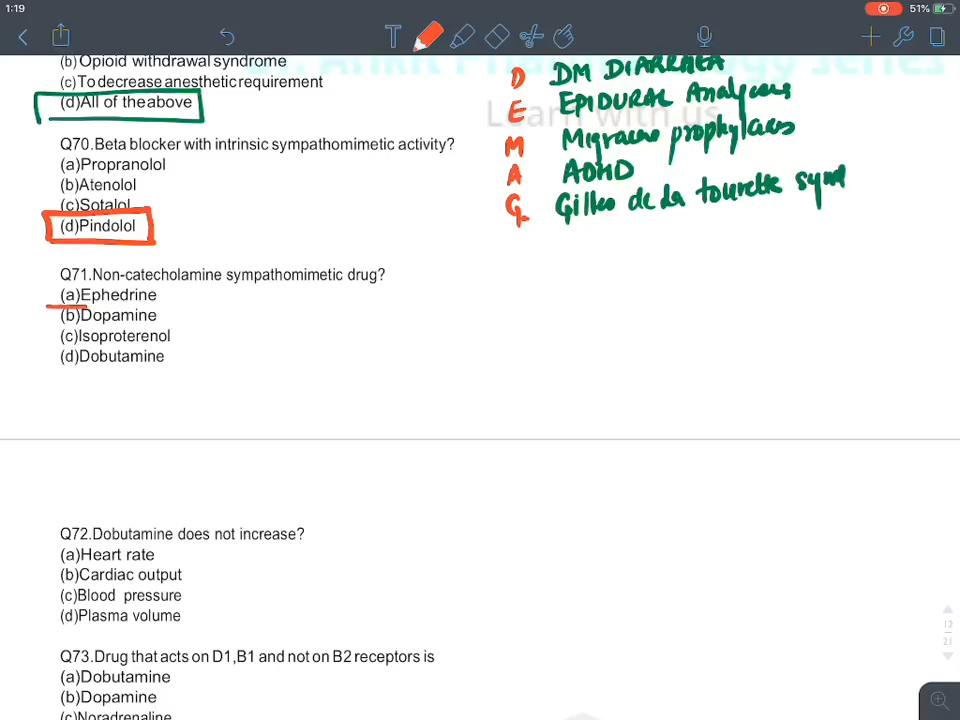 1:19
51%
T
(b)Opioid withdrawal syndrome
(c)To decrease anesthetic requirement
(d)All of the above
D DM DIARRHEA
E EPIDURAL
M Migraine prophylaxis
A ADHD
G. de la tourette
Learn with us
Q70.Beta blocker with intrinsic sympathomimetic activity?
(a)Propranolol
(b)Atenolol
(c)Sotalol
(d)Pindolol
Q71.Non-catecholamine sympathomimetic drug?
(a)Ephedrine
(b)Dopamine
(c)Isoproterenol
(d)Dobutamine
Q72.Dobutamine does not increase?
(a)Heart rate
(b)Cardiac output
(c)Blood pressure
(d)Plasma volume
Q73.Drug that acts on D1,B1 and not on B2 receptors is
(a)Dobutamine
(b)Dopamine
(c)Noradrenaline
12
21